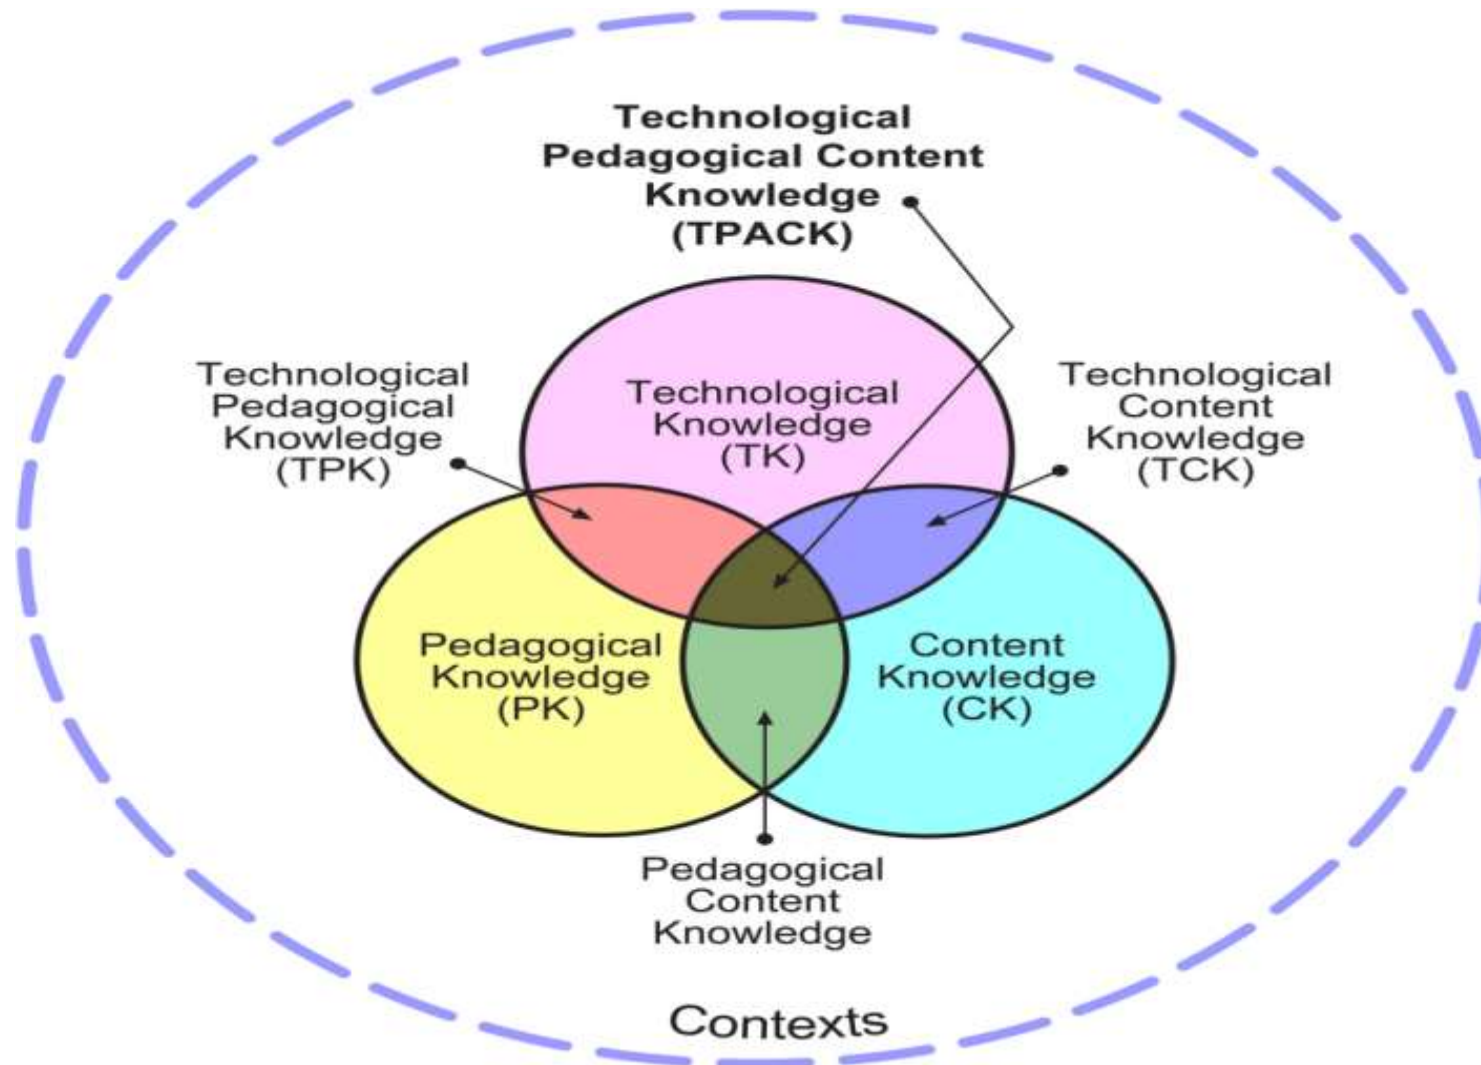 Technological
Pedagogical Content
Knowledge
(TPACK)
Technological
Pedagogical
Knowledge
(TPK)
Technological
Knowledge
(TK)
Technological
Content
Knowledge
(TCK)
Pedagogical
Knowledge
(PK)
Content
Knowledge
(CK)
Pedagogical
Content
Knowledge
Contexts